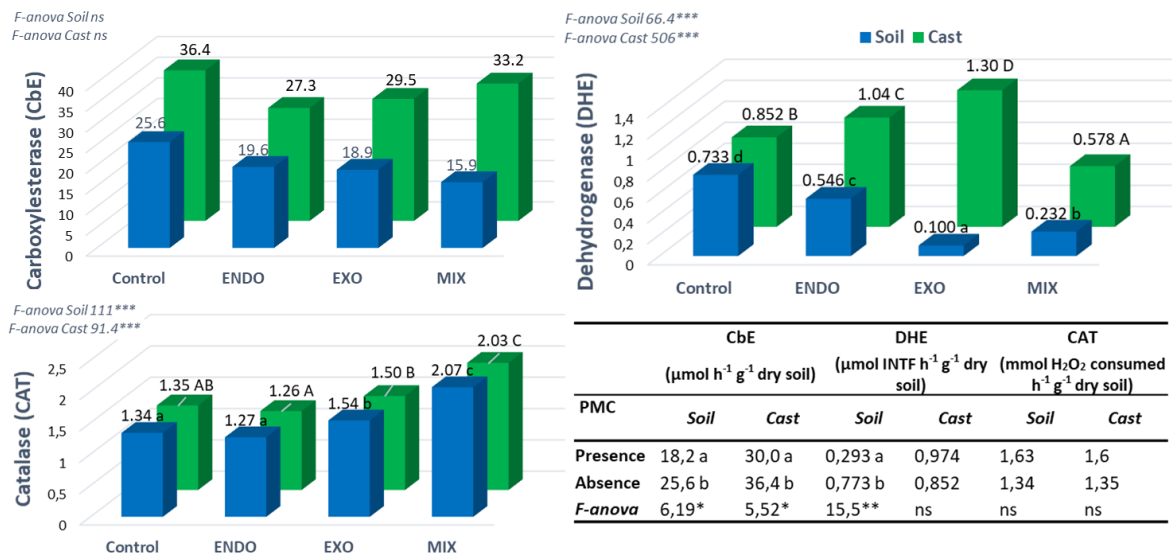 F-anova Soil ns
F-anova Cast ns
Carboxylesterase (CbE)
40
35
30
25
20
15
10
5
0
36.4
27.3
29.5
33.2
25.6
19.6
18.9
15.9
Control ENDO EXO MIX
F-anova Soil 66.4***
F-anova Cast 506***
Soil Cast
Dehydrogenase (DHE)
1,4
1,2
1
0,8
0,6
0,4
0,2
0
0.852 B
1.04 C
1.30 D
0.578 A
0.733 d
0.546 c
0.100 a
0.232 b
Control ENDO EXO MIX
F-anova Soil 111***
F-anova Cast 91.4***
Catalase (CAT)
2,5
2
1,5
1
0,5
0
1.35 AB
1.26 A
1.50 B
2.03 C
1.34 a
1.27 a
1.54 b
2.07 c
Control ENDO EXO MIX
CbE DHE CAT
(μmol h⁻¹ g⁻¹ dry soil) (μmol INTF h⁻¹ g⁻¹ dry soil) (mmol H₂O₂ consumed h⁻¹ g⁻¹ dry soil)
PMC
Soil Cast Soil Cast Soil Cast
Presence 18,2 a 30,0 a 0,293 a 0,974 1,63 1,6
Absence 25,6 b 36,4 b 0,773 b 0,852 1,34 1,35
F-anova 6,19* 5,52* 15,5** ns ns ns